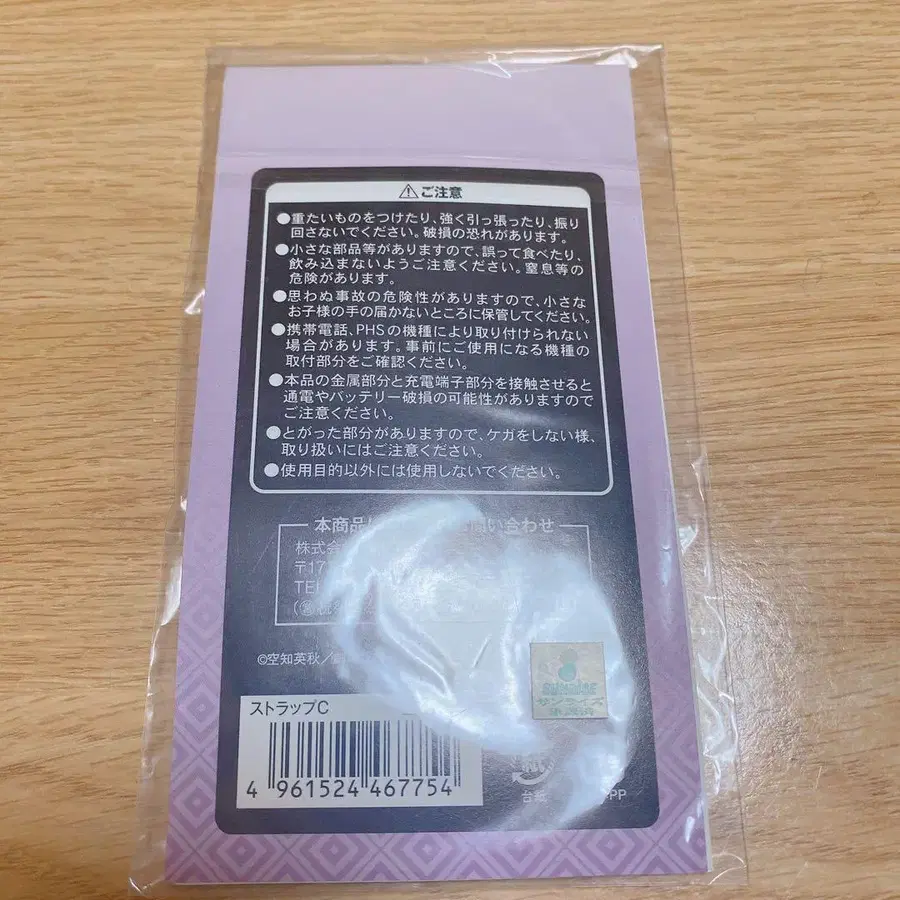 ⚠ご注意
●重たいものをつけたり、強く引っ張ったり、振り
回さないでください。破損の恐れがあります。
●小さな部品等がありますので、誤って食べたり、
飲み込まないようご注意ください。窒息等の
危険があります。
●思わぬ事故の危険性がありますので、小さな
お子様の手の届かないところに保管してください。
●携帯電話、PHSの機種により取り付けられない
場合があります。事前にご使用になる機種の
取付部分をご確認ください。
●本品の金属部分と充電端子部分を接触させると
通電やバッテリー破損の可能性がありますので
ご注意ください。
●とがった部分がありますので、ケガをしない様、
取り扱いにはご注意ください。
●使用目的以外には使用しないでください。
本商品 問い合わせ
株式会
〒17
TEL
©空知英秋/
SUNRISE
サンライズ
ストラップC
4 961524 467754
台紙 PP